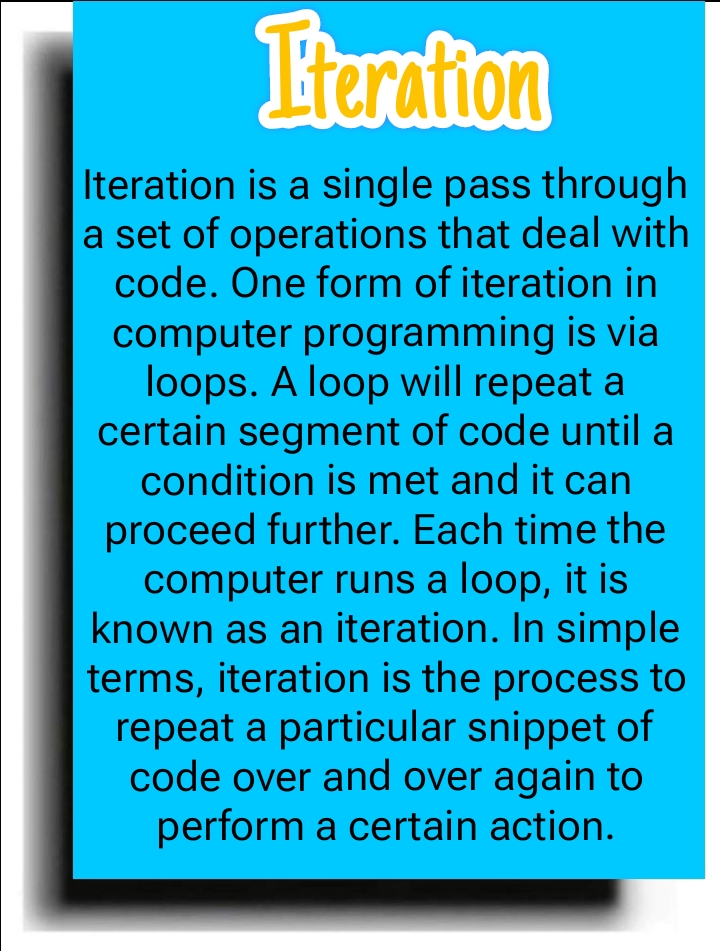 Iteration
Iteration is a single pass through
a set of operations that deal with
code. One form of iteration in
computer programming is via
loops. A loop will repeat a
certain segment of code until a
condition is met and it can
proceed further. Each time the
computer runs a loop, it is
known as an iteration. In simple
terms, iteration is the process to
repeat a particular snippet of
code over and over again to
perform a certain action.